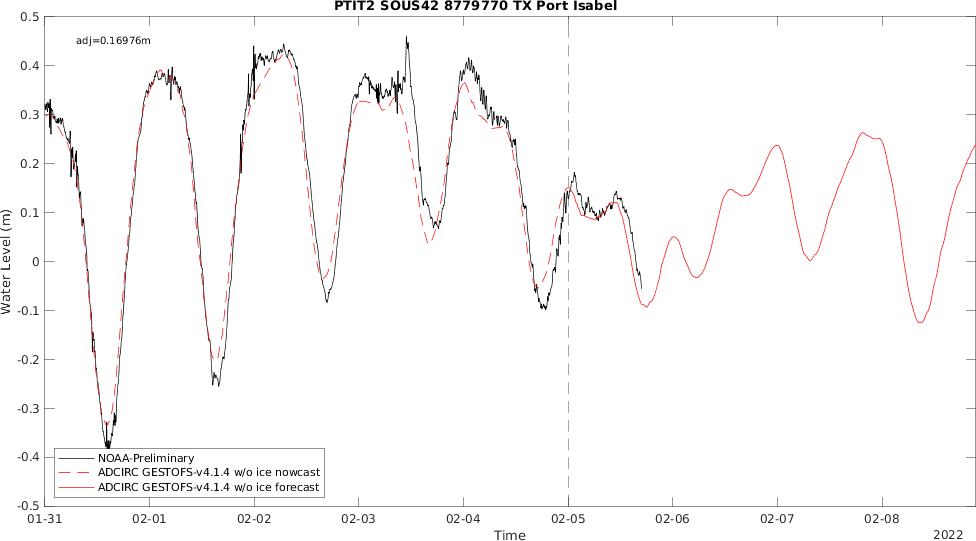 PTIT2 SOUS42 8779770 TX Port Isabel
adj=0.16976m
0.5
0.4
0.3
0.2
0.1
0
-0.1
-0.2
-0.3
-0.4
-0.5
Water Level (m)
NOAA-Preliminary
ADCIRC GESTOFS-v4.1.4 w/o ice nowcast
ADCIRC GESTOFS-v4.1.4 w/o ice forecast
01-31 02-01 02-02 02-03 02-04 02-05 02-06 02-07 02-08
Time
2022